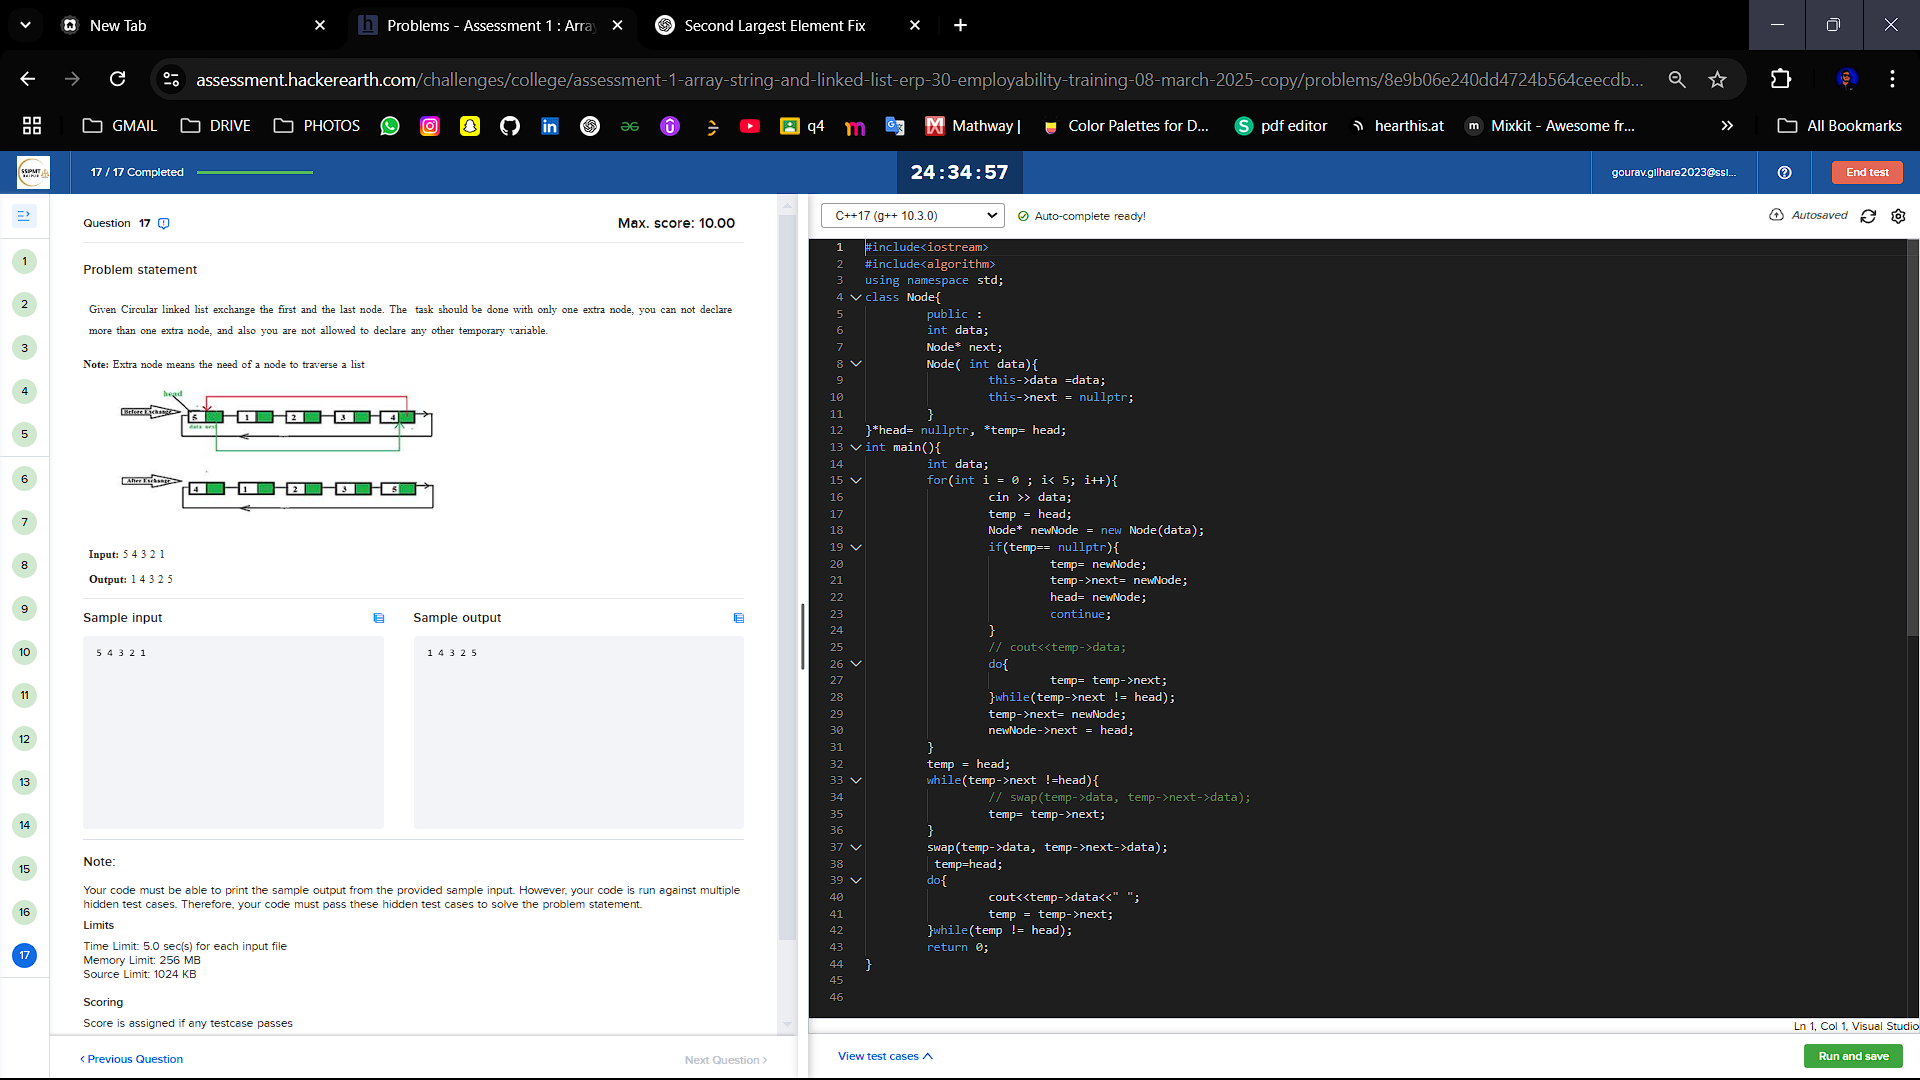 New Tab
Problems - Assessment 1 : Arra
Second Largest Element Fix
assessment.hackerearth.com/challenges/college/assessment-1-array-string-and-linked-list-erp-30-employability-training-08-march-2025-copy/problems/8e9b06e240dd4724b564ceecdb...
GMAIL
DRIVE
PHOTOS
q4
Mathway |
Color Palettes for D...
pdf editor
hearthis.at
Mixkit - Awesome fr...
All Bookmarks
SSIPMT
17 / 17 Completed
24:34:57
gourav.gilhare2023@ssi...
End test
Question 17
Max. score: 10.00
C++17 (g++ 10.3.0)
Auto-complete ready!
Autosaved
1
2
3
4
5
6
7
8
9
10
11
12
13
14
15
16
17
Problem statement
Given Circular linked list exchange the first and the last node. The task should be done with only one extra node, you can not declare
more than one extra node, and also you are not allowed to declare any other temporary variable.
Note: Extra node means the need of a node to traverse a list
head
Before Exchange
5 1 2 3 4
data next
After Exchange
4 1 2 3 5
Input: 5 4 3 2 1
Output: 1 4 3 2 5
Sample input
Sample output
5 4 3 2 1
1 4 3 2 5
Note:
Your code must be able to print the sample output from the provided sample input. However, your code is run against multiple
hidden test cases. Therefore, your code must pass these hidden test cases to solve the problem statement.
Limits
Time Limit: 5.0 sec(s) for each input file
Memory Limit: 256 MB
Source Limit: 1024 KB
Scoring
Score is assigned if any testcase passes
Previous Question
Next Question
1 #include<iostream>
2 #include<algorithm>
3 using namespace std;
4 class Node{
5 public :
6 int data;
7 Node* next;
8 Node( int data){
9 this->data =data;
10 this->next = nullptr;
11 }
12 }*head= nullptr, *temp= head;
13 int main(){
14 int data;
15 for(int i = 0 ; i< 5; i++){
16 cin >> data;
17 temp = head;
18 Node* newNode = new Node(data);
19 if(temp== nullptr){
20 temp= newNode;
21 temp->next= newNode;
22 head= newNode;
23 continue;
24 }
25 // cout<<temp->data;
26 do{
27 temp= temp->next;
28 }while(temp->next != head);
29 temp->next= newNode;
30 newNode->next = head;
31 }
32 temp = head;
33 while(temp->next !=head){
34 // swap(temp->data, temp->next->data);
35 temp= temp->next;
36 }
37 swap(temp->data, temp->next->data);
38 temp=head;
39 do{
40 cout<<temp->data<<" ";
41 temp = temp->next;
42 }while(temp != head);
43 return 0;
44 }
45
46
Ln 1, Col 1, Visual Studio
View test cases
Run and save